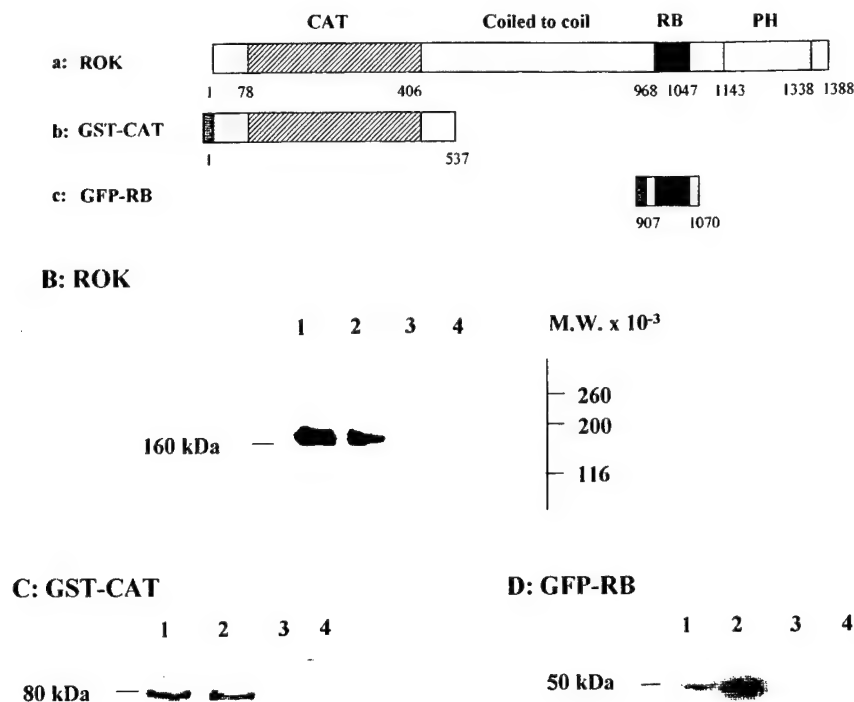 CAT Coiled to coil RB PH
a: ROK
1 78 406 968 1047 1143 1338 1388
b: GST-CAT
1 537
c: GFP-RB
907 1070
B: ROK
1 2 3 4 M.W. x 10-3
260
200
160 kDa
116
C: GST-CAT
D: GFP-RB
1 2 3 4
1 2 3 4
80 kDa
50 kDa